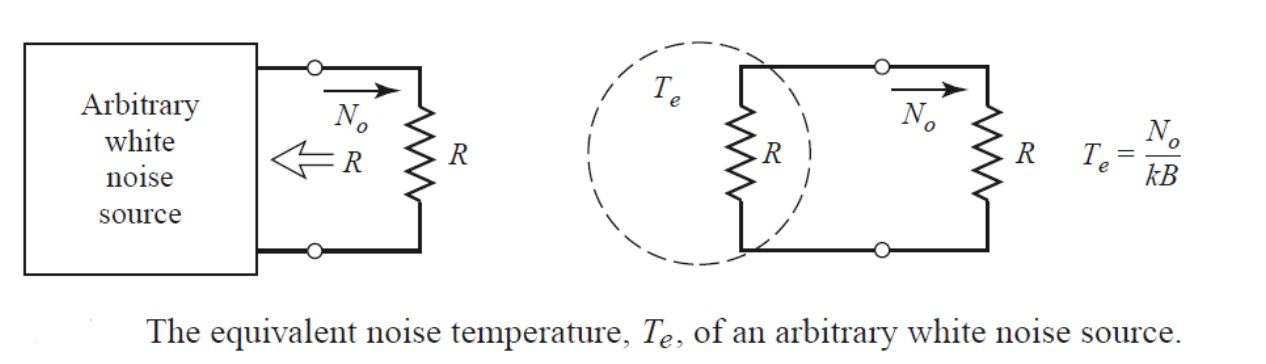 Arbitrary
white
noise
source
N_o
R
R
T_e
R
N_o
R
T_e = N_o / kB
The equivalent noise temperature, T_e, of an arbitrary white noise source.